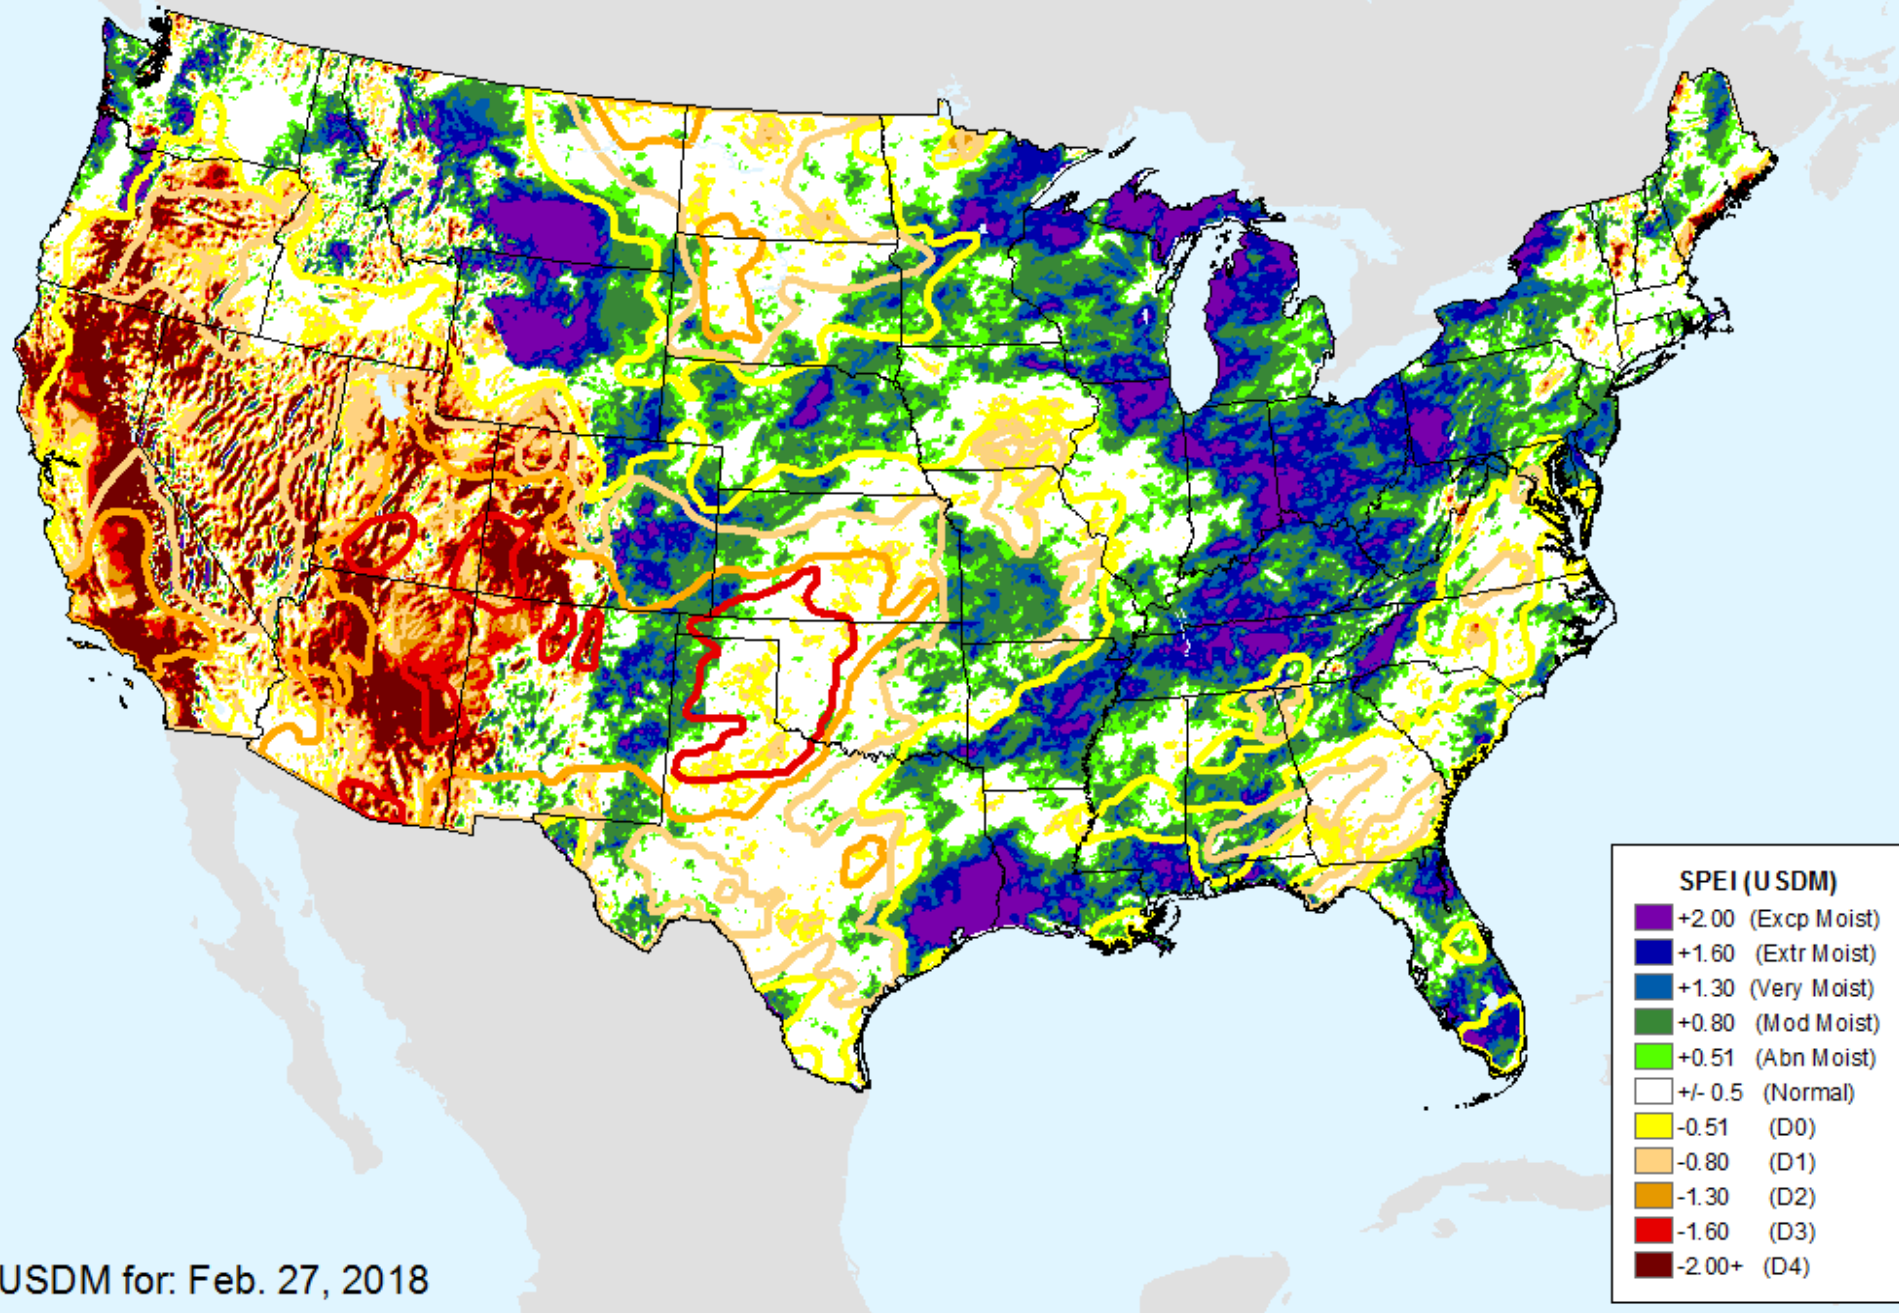 SPEI (USDM)
+2.00 (Excp Moist)
+1.60 (Extr Moist)
+1.30 (Very Moist)
+0.80 (Mod Moist)
+0.51 (Abn Moist)
+/- 0.5 (Normal)
-0.51 (D0)
-0.80 (D1)
-1.30 (D2)
-1.60 (D3)
-2.00+ (D4)
USDM for: Feb. 27, 2018